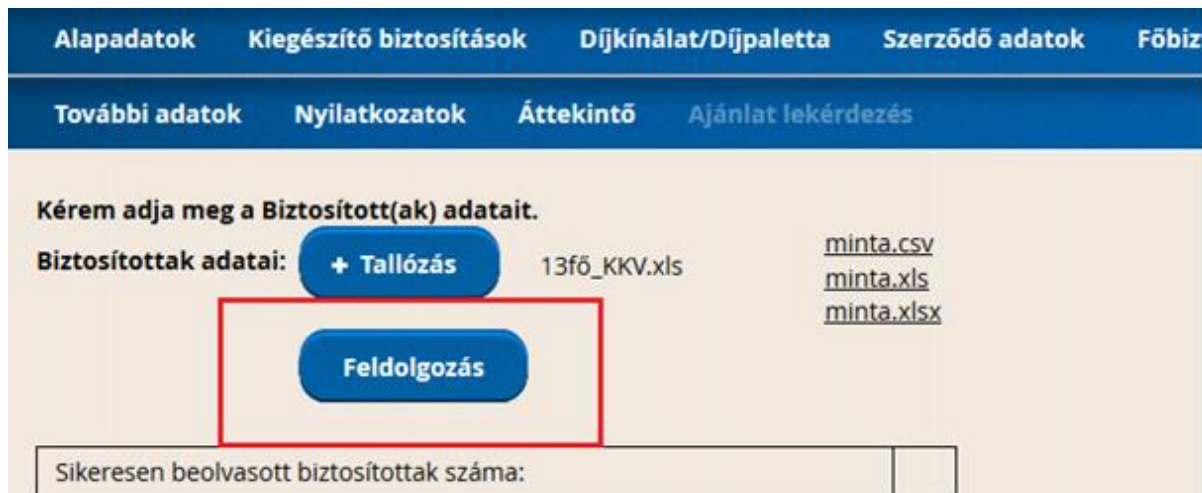 Alapadatok Kiegészítő biztosítások Díjkínálat/Díjpaletta Szerződő adatok Főbiz
További adatok Nyilatkozatok Áttekintő Ajánlat lekérdezés
Kérem adja meg a Biztosított(ak) adatait.
Biztosítottak adatai: + Tallózás 13fő_KKV.xls minta.csv
minta.xls
minta.xlsx
Feldolgozás
Sikeresen beolvasott biztosítottak száma: